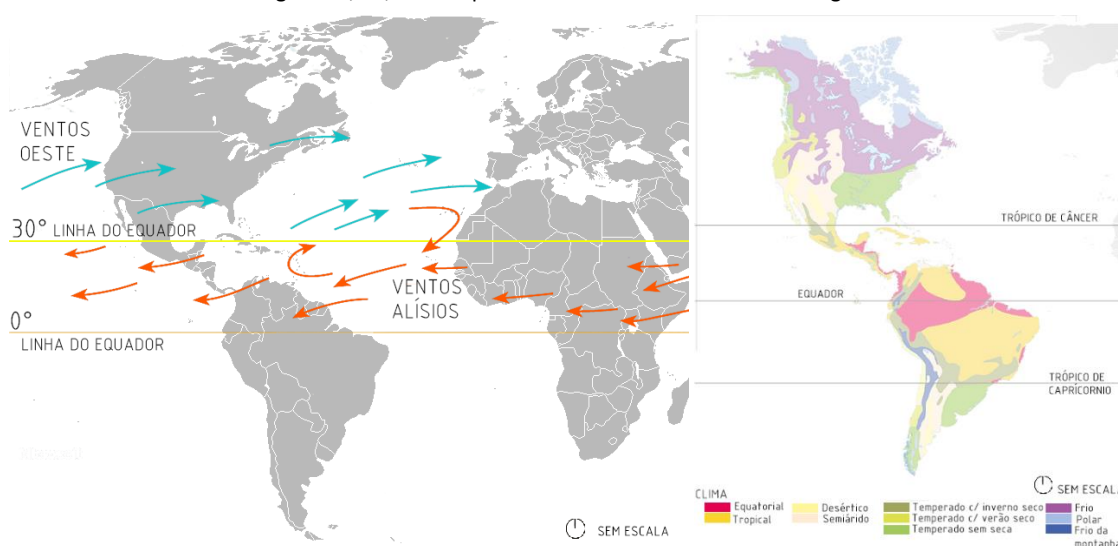 VENTOS
OESTE
30° LINHA DO EQUADOR
VENTOS
ALÍSIOS
0°
LINHA DO EQUADOR
SEM ESCALA
TRÓPICO DE CÂNCER
EQUADOR
TRÓPICO DE
CAPRÍCORNIO
SEM ESCALA
CLIMA
Equatorial
Tropical
Desértico
Semiárido
Temperado c/ inverno seco
Temperado c/ verão seco
Temperado sem seca
Frio
Polar
Frio da
montanha